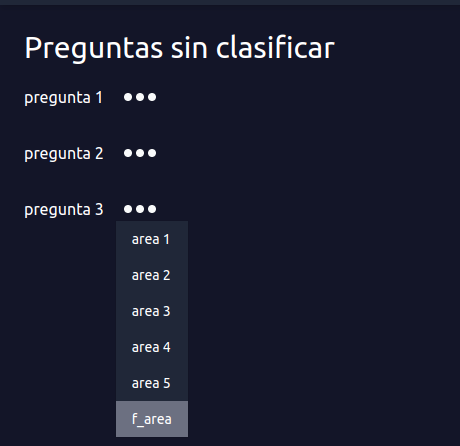 Preguntas sin clasificar
pregunta 1
pregunta 2
pregunta 3
area 1
area 2
area 3
area 4
area 5
f_area